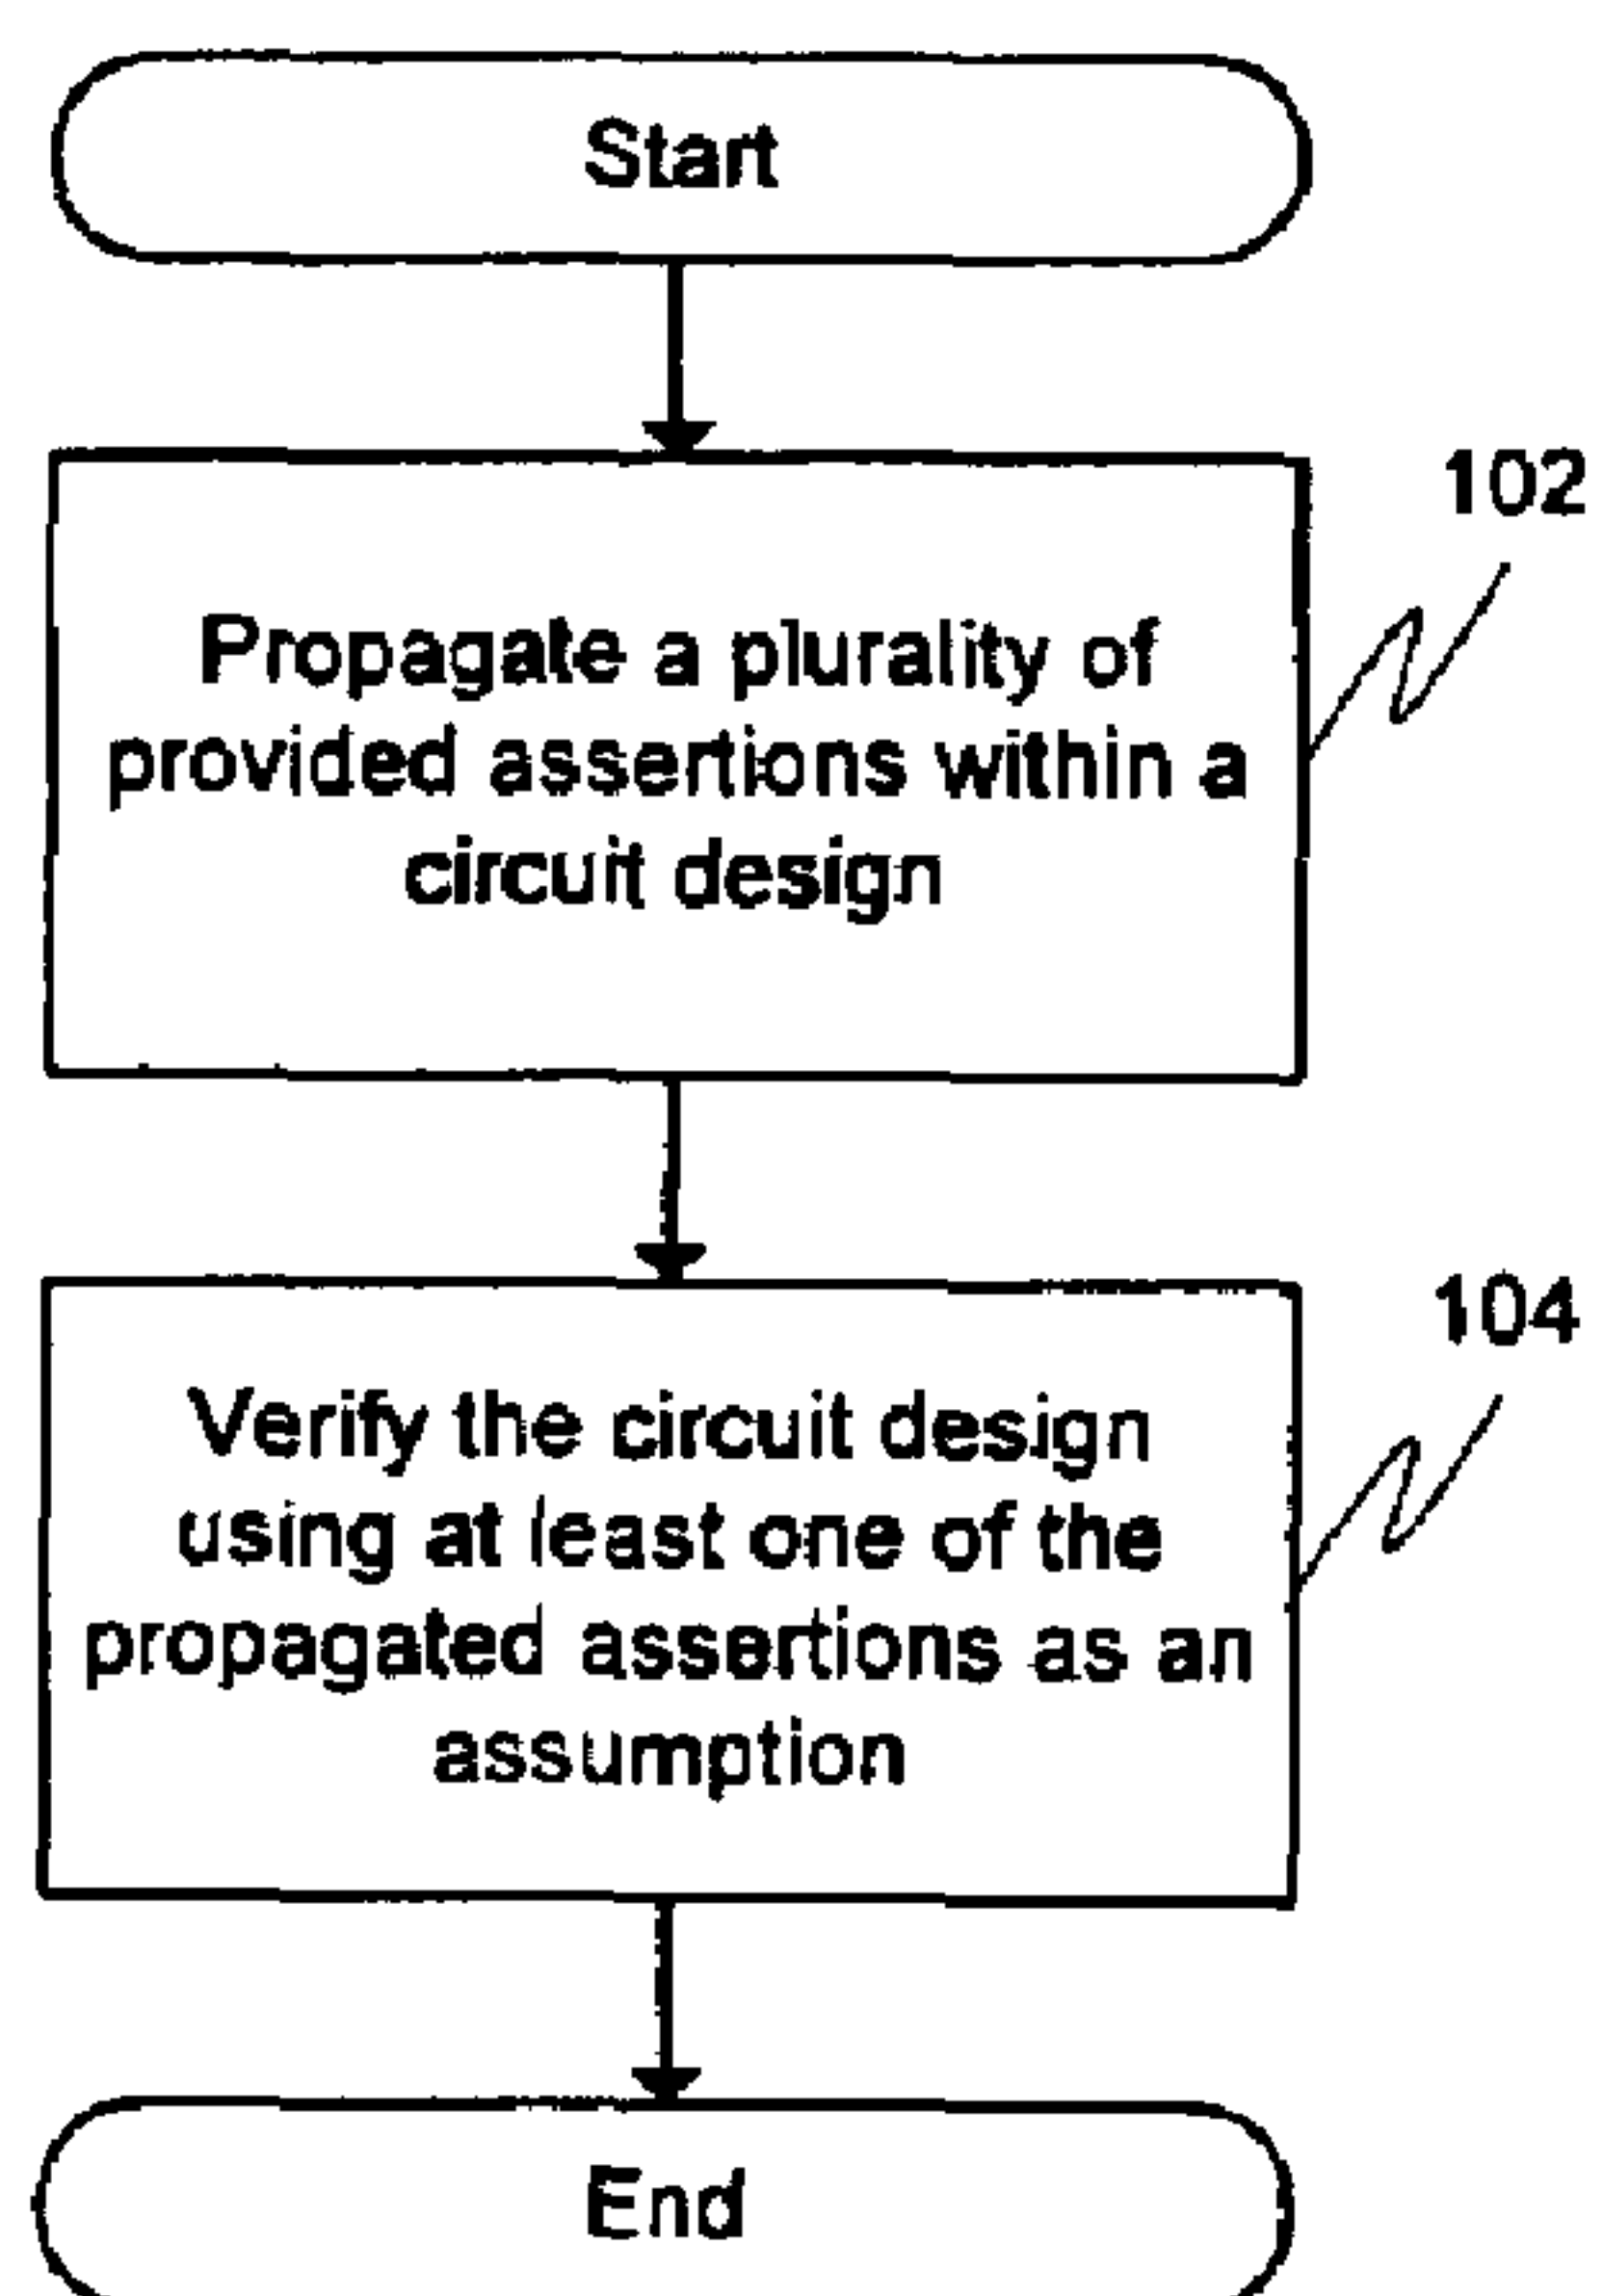 Start
102
Propagate a plurality of
provided assertions within a
circuit design
104
Verify the circuit design
using at least one of the
propagated assertions as an
assumption
End